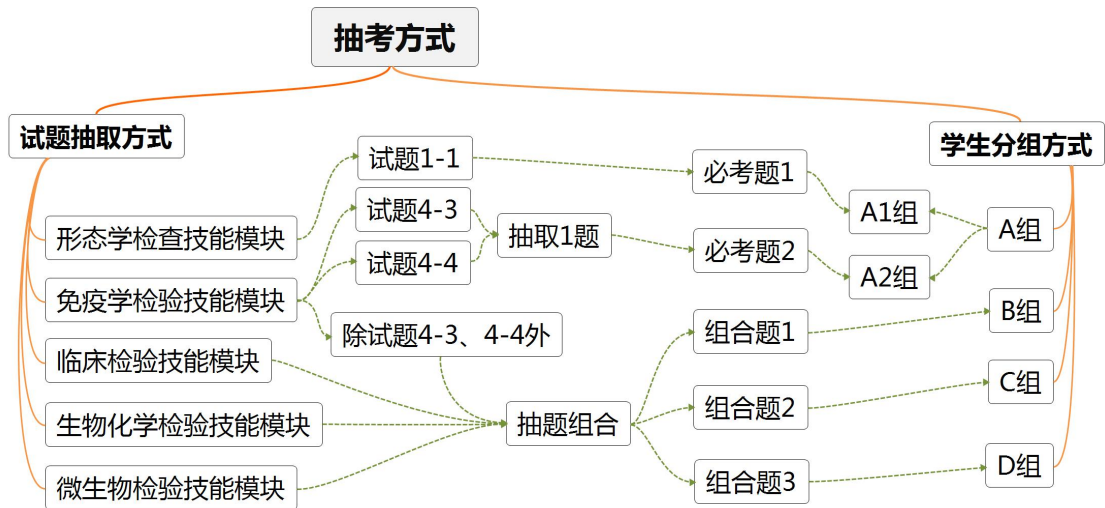 抽考方式
试题抽取方式
学生分组方式
形态学检查技能模块
免疫学检验技能模块
临床检验技能模块
生物化学检验技能模块
微生物检验技能模块
试题1-1
试题4-3
试题4-4
除试题4-3、4-4外
抽取1题
抽题组合
必考题1
必考题2
组合题1
组合题2
组合题3
A1组
A2组
A组
B组
C组
D组